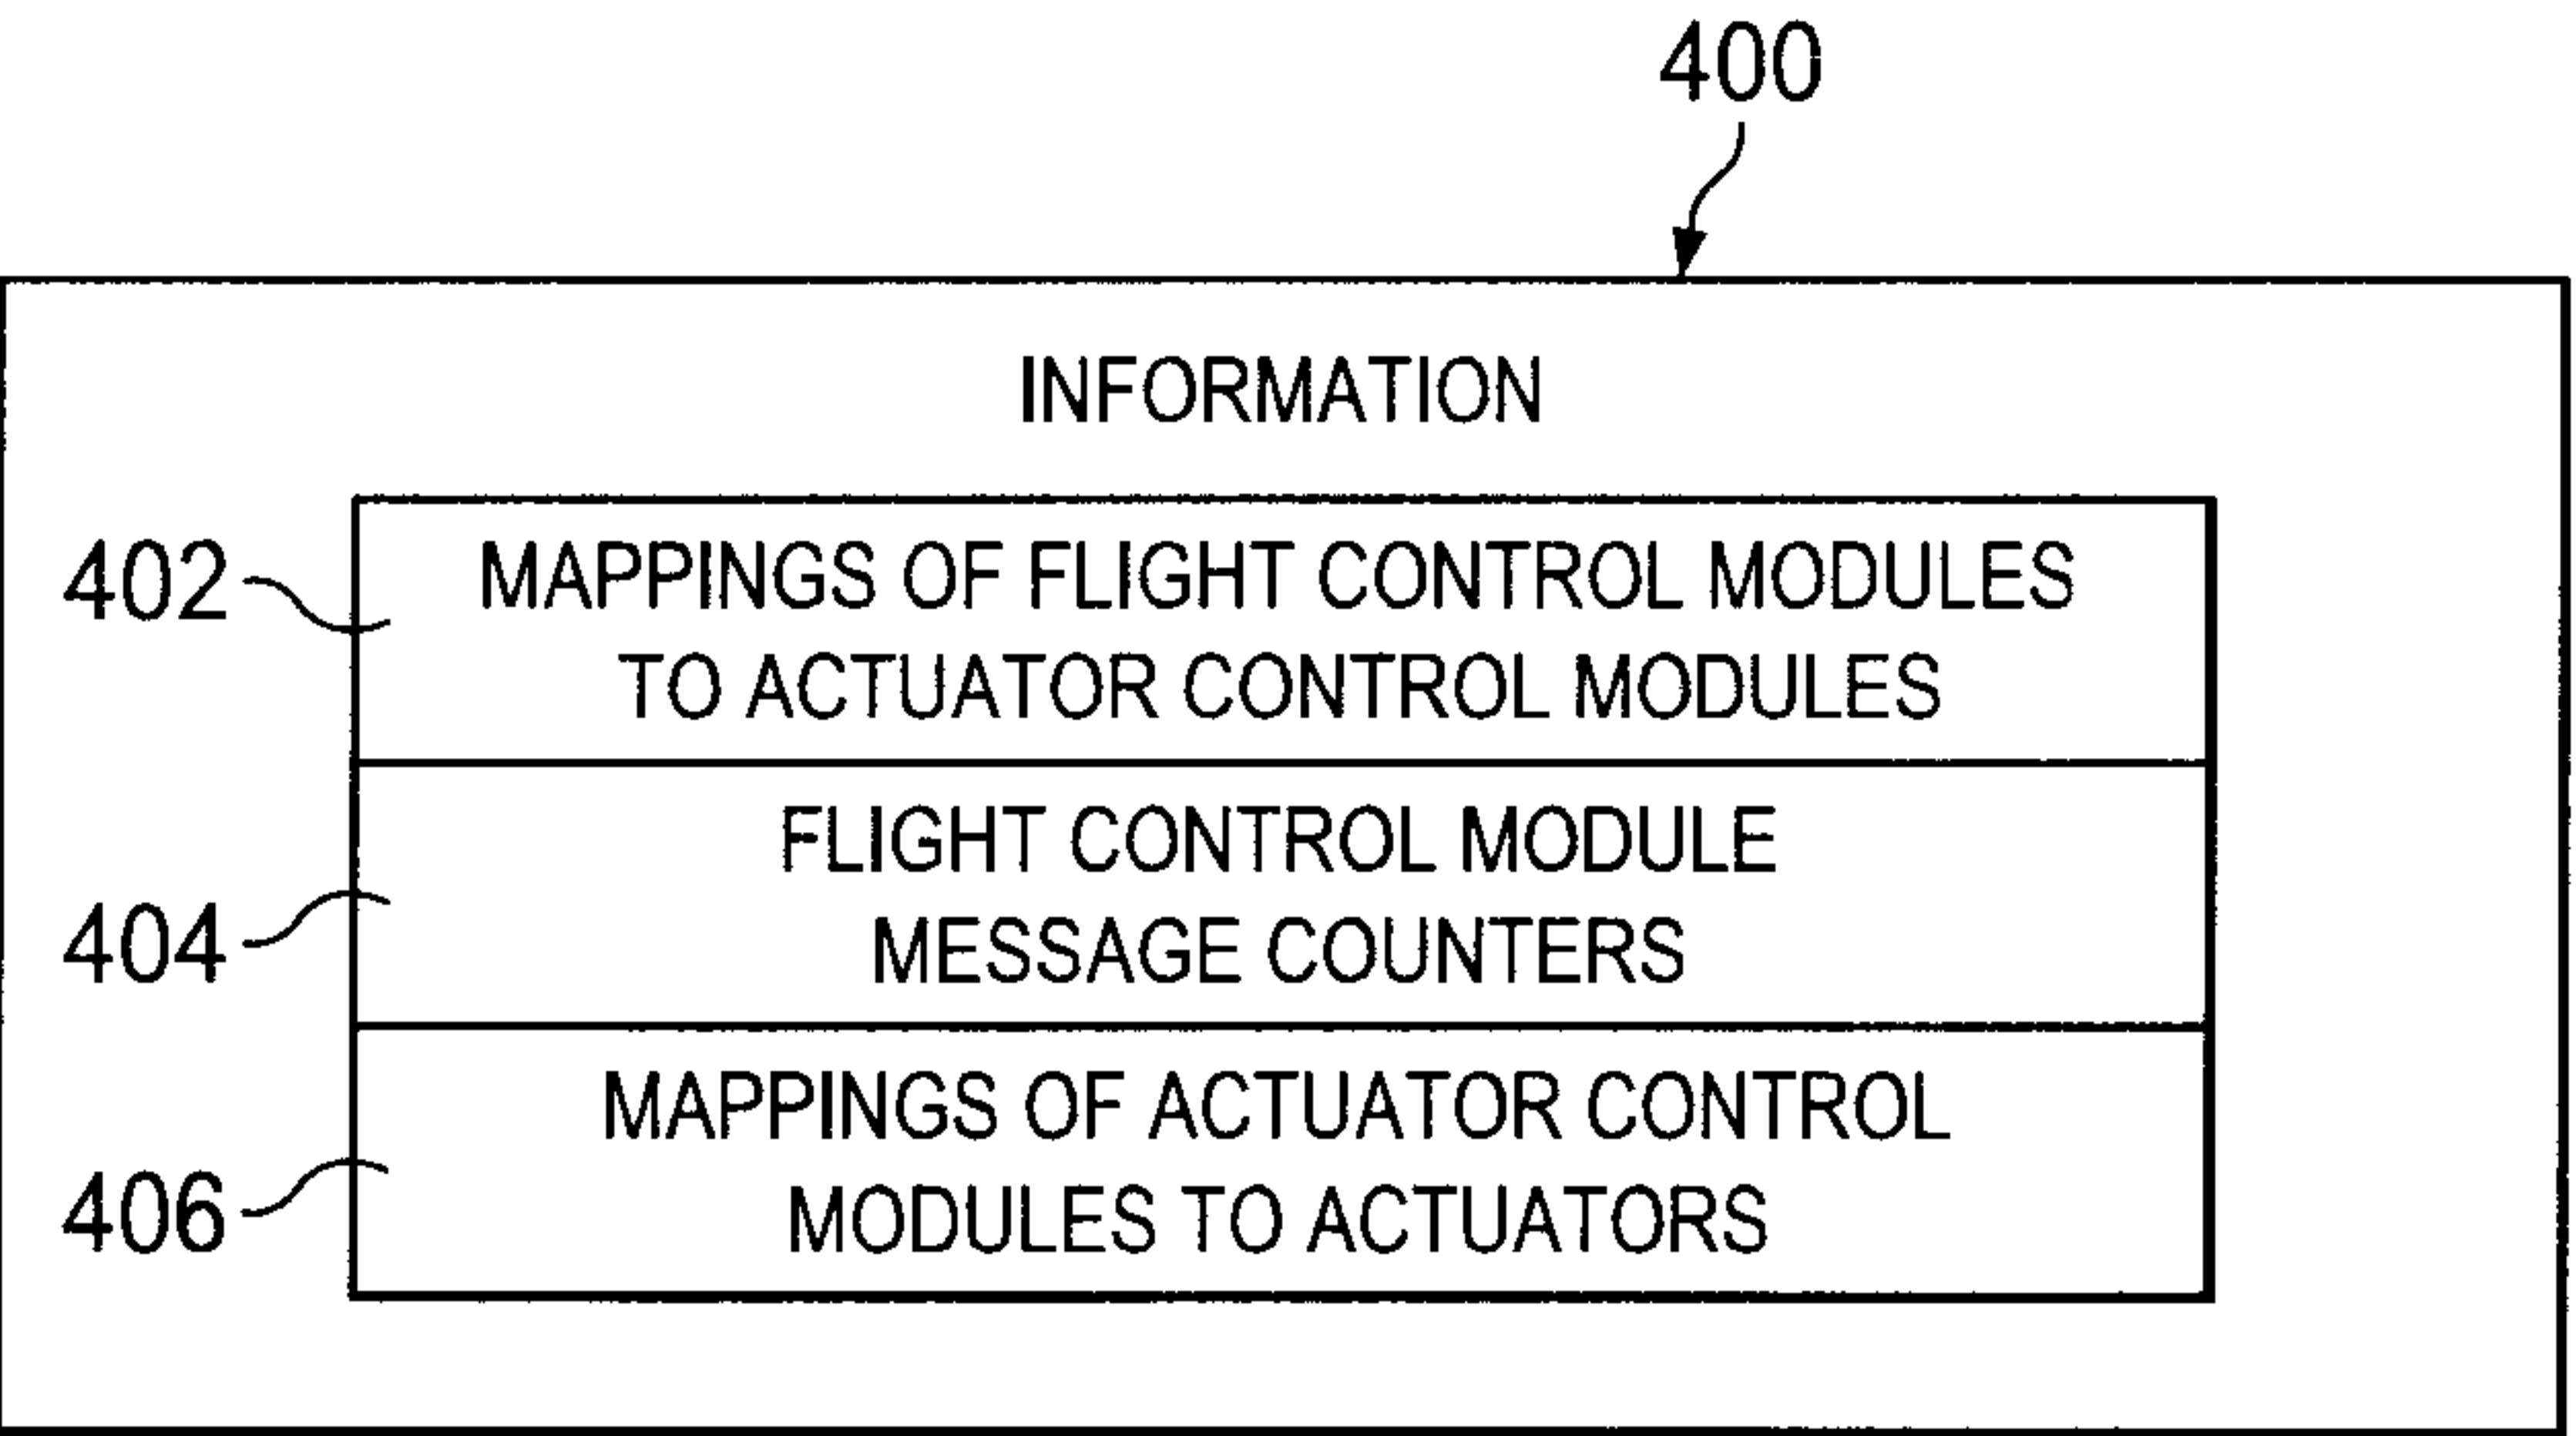 400
INFORMATION
402
MAPPINGS OF FLIGHT CONTROL MODULES
TO ACTUATOR CONTROL MODULES
404
FLIGHT CONTROL MODULE
MESSAGE COUNTERS
406
MAPPINGS OF ACTUATOR CONTROL
MODULES TO ACTUATORS